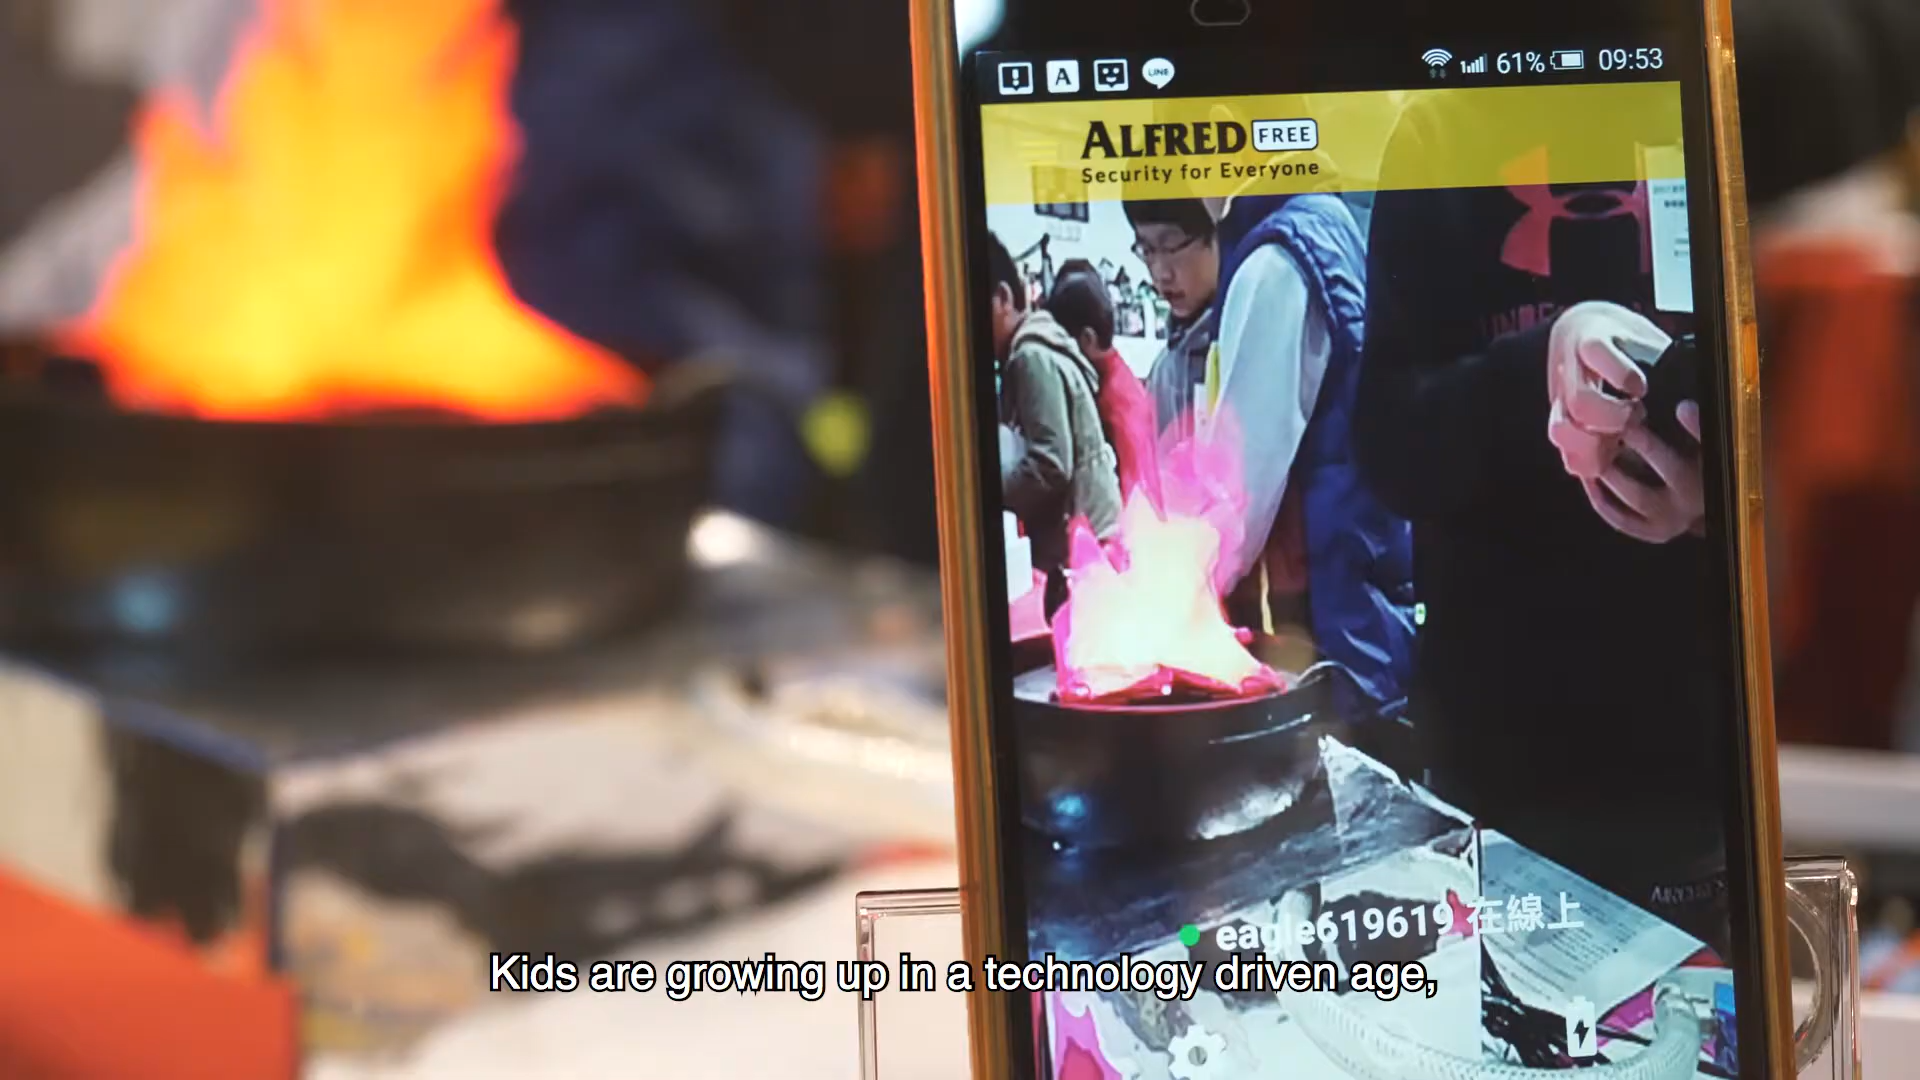 A
LINE
61%
09:53
ALFRED FREE
Security for Everyone
eagle619619 在線上
Kids are growing up in a technology driven age,